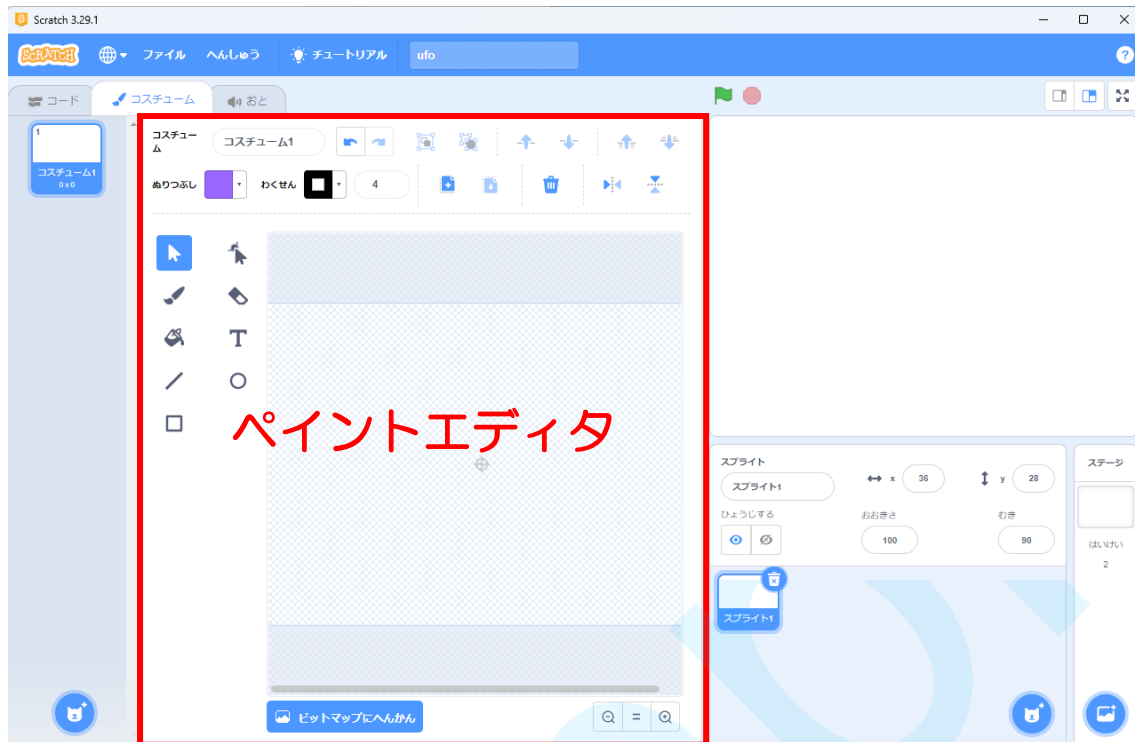 Scratch 3.29.1
SCRATCH ファイル へんしゅう チュートリアル ufo ?
コード コスチューム おと
1
コスチューム1
0 x 0
コスチューム コスチューム1
ぬりつぶし わくせん 4
T
ペイントエディタ
ビットマップにへんかん
スプライト
スプライト1 x 36 y 28
ひょうじする おおきさ むき
100 90
スプライト1
ステージ
はいけい
2